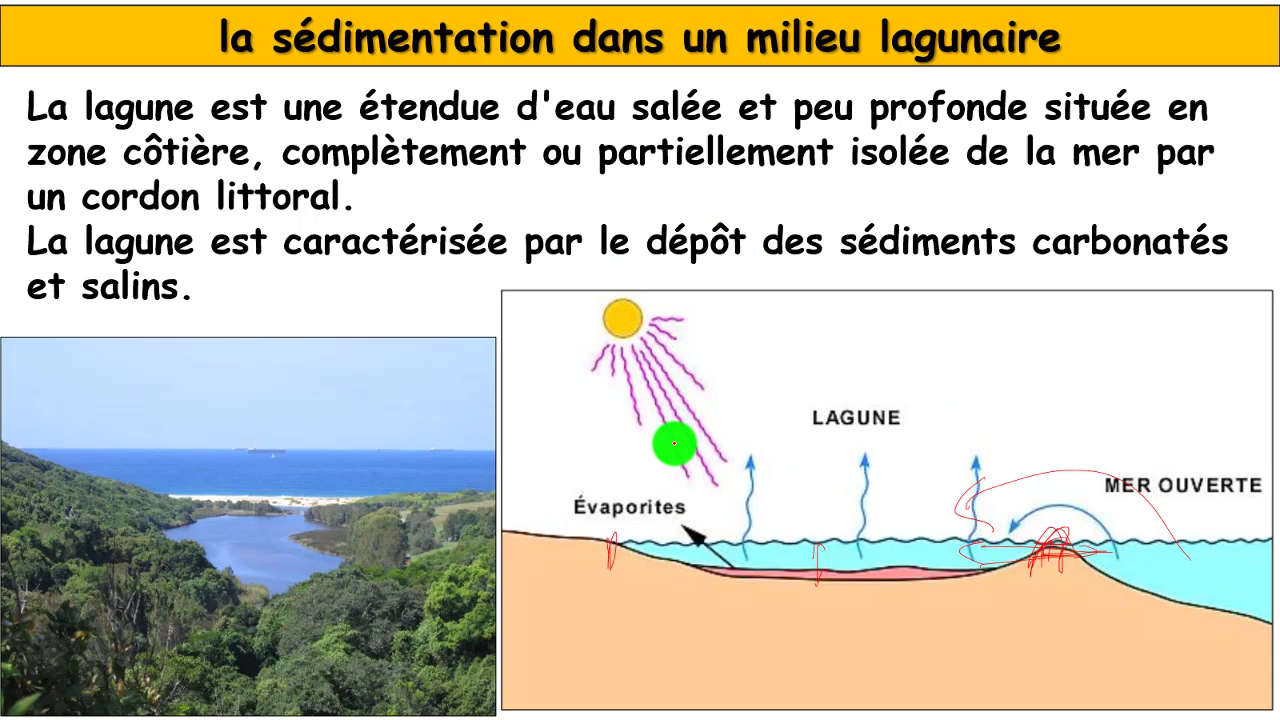 la sédimentation dans un milieu lagunaire
La lagune est une étendue d'eau salée et peu profonde située en
zone côtière, complètement ou partiellement isolée de la mer par
un cordon littoral.
La lagune est caractérisée par le dépôt des sédiments carbonatés
et salins.
LAGUNE
MER OUVERTE
Évaporites